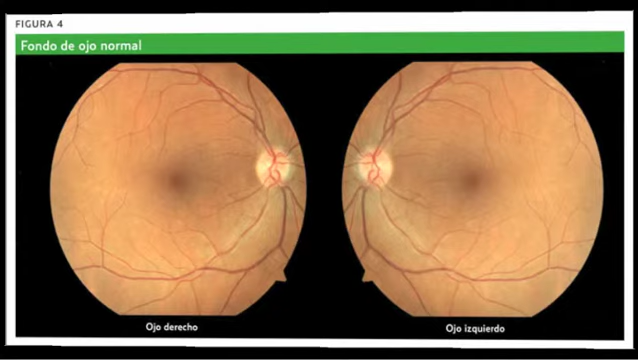 FIGURA 4
Fondo de ojo normal
Ojo derecho
Ojo izquierdo